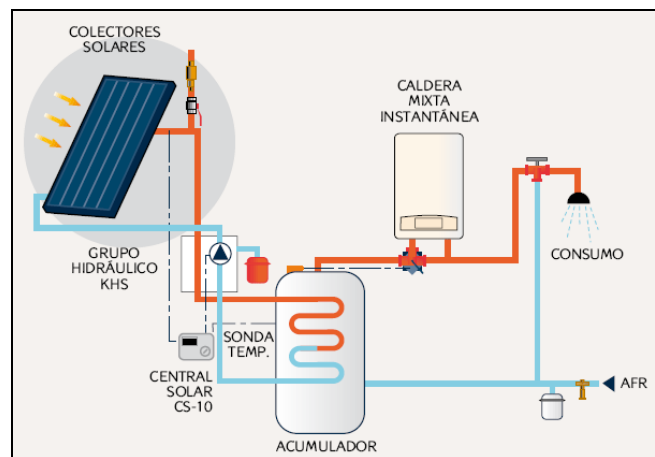 COLECTORES
SOLARES
CALDERA
MIXTA
INSTANTÁNEA
GRUPO
HIDRÁULICO
KHS
CONSUMO
SONDA
TEMP.
CENTRAL
SOLAR
CS-10
AFR
ACUMULADOR